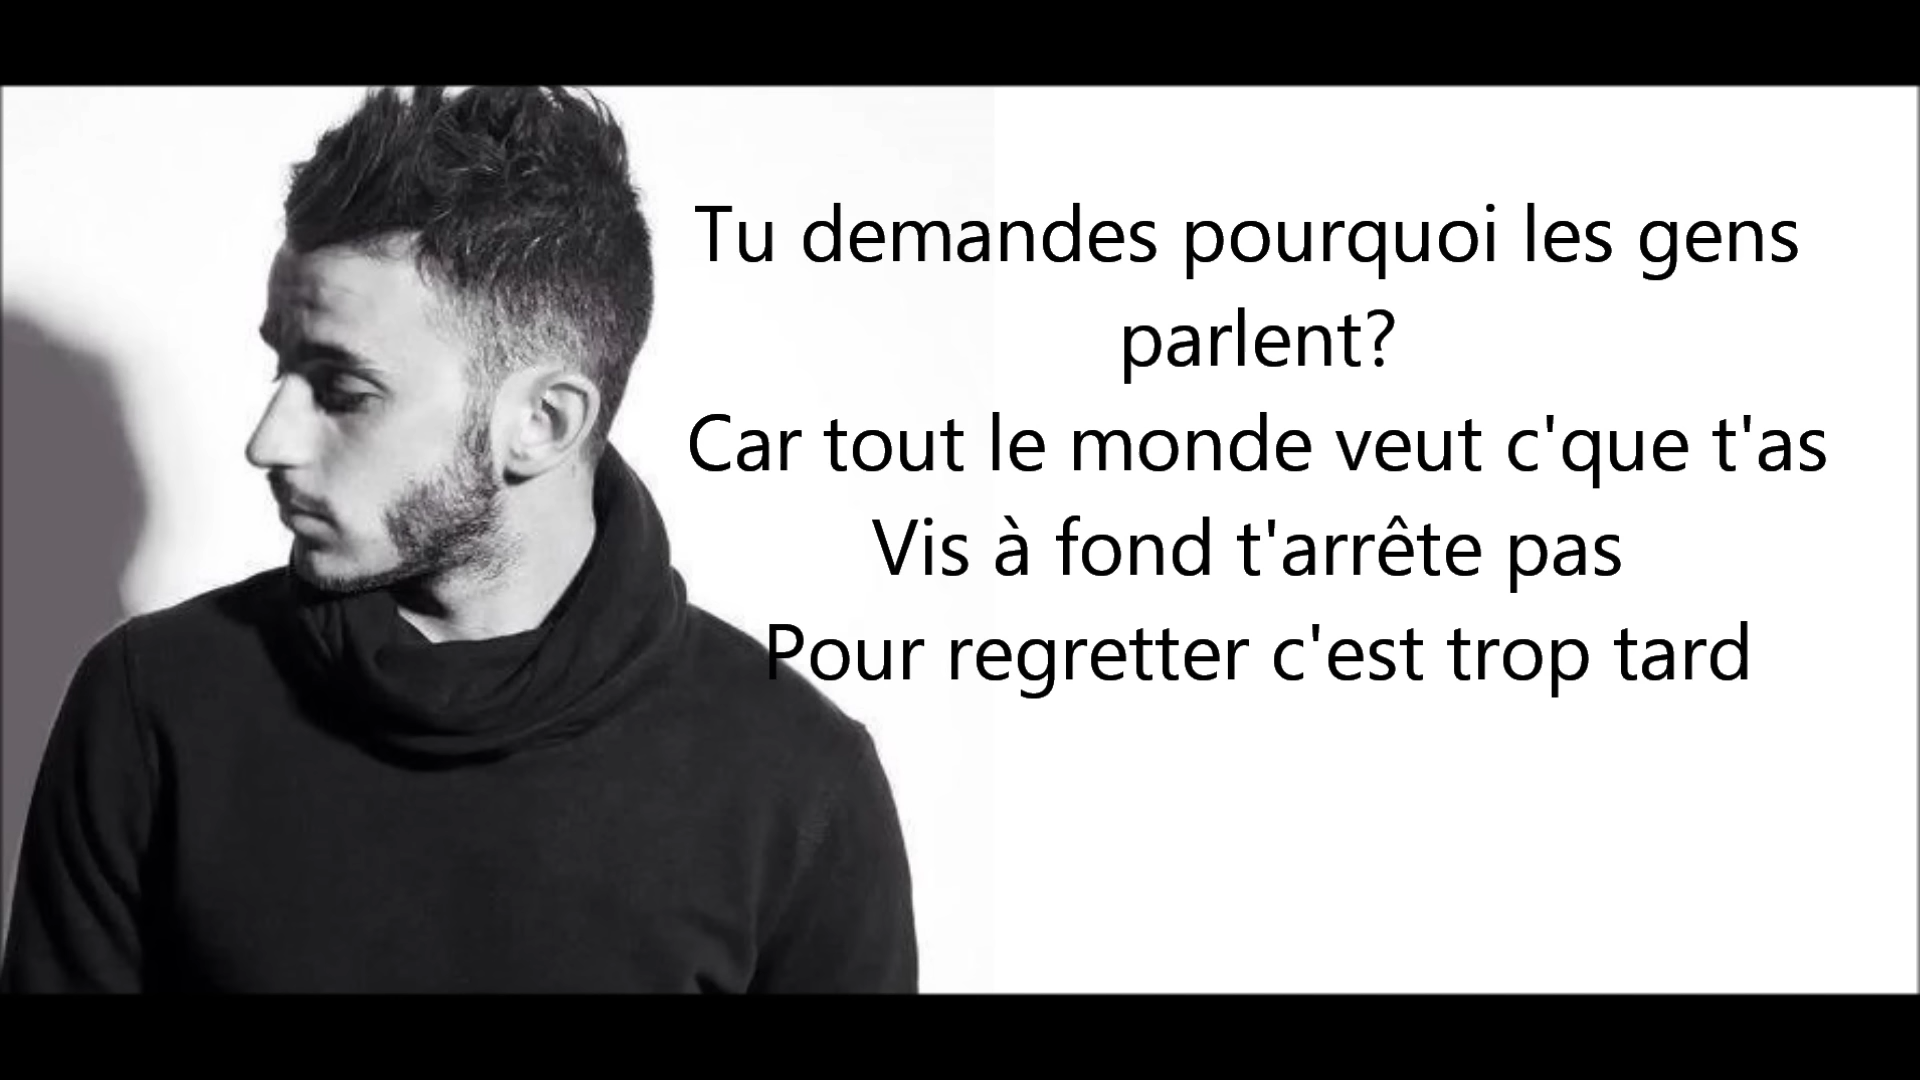 Tu demandes pourquoi les gens
parlent?
Car tout le monde veut c'que t'as
Vis à fond t'arrête pas
Pour regretter c'est trop tard